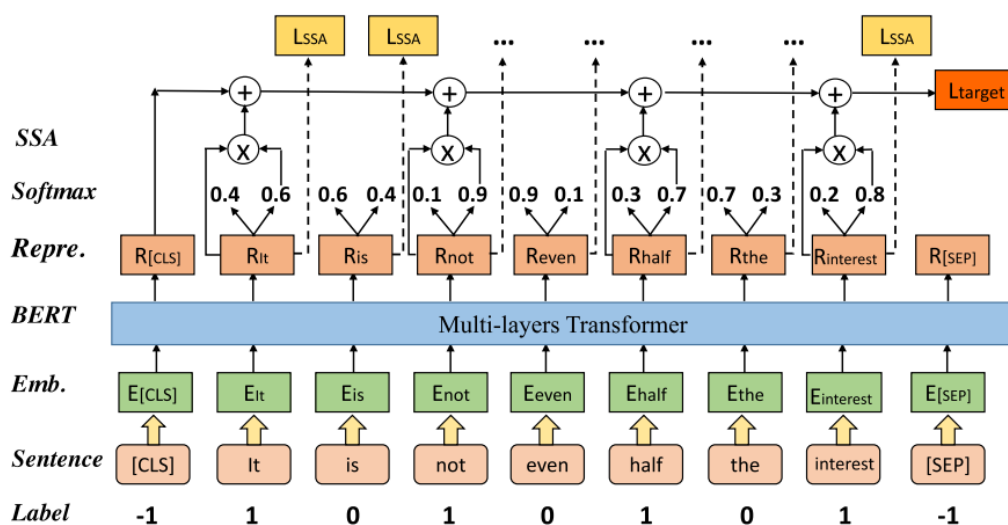 LSSA LSSA ... ... ... ... LSSA
+ + + + Ltarget
SSA X X X X
Softmax 0.4 0.6 0.6 0.4 0.1 0.9 0.9 0.1 0.3 0.7 0.7 0.3 0.2 0.8
Repre. R[CLS] RIt Ris Rnot Reven Rhalf Rthe Rinterest R[SEP]
BERT Multi-layers Transformer
Emb. E[CLS] EIt Eis Enot Eeven Ehalf Ethe Einterest E[SEP]
Sentence [CLS] It is not even half the interest [SEP]
Label -1 1 0 1 0 1 0 1 -1